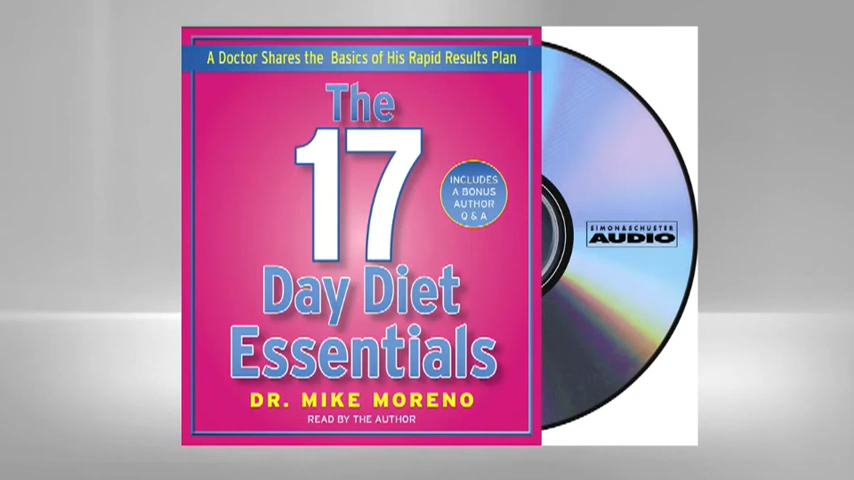 A Doctor Shares the Basics of His Rapid Results Plan
The
17
Day Diet
Essentials
INCLUDES
A BONUS
AUTHOR
Q & A
DR. MIKE MORENO
READ BY THE AUTHOR
SIMON & SCHUSTER
AUDIO